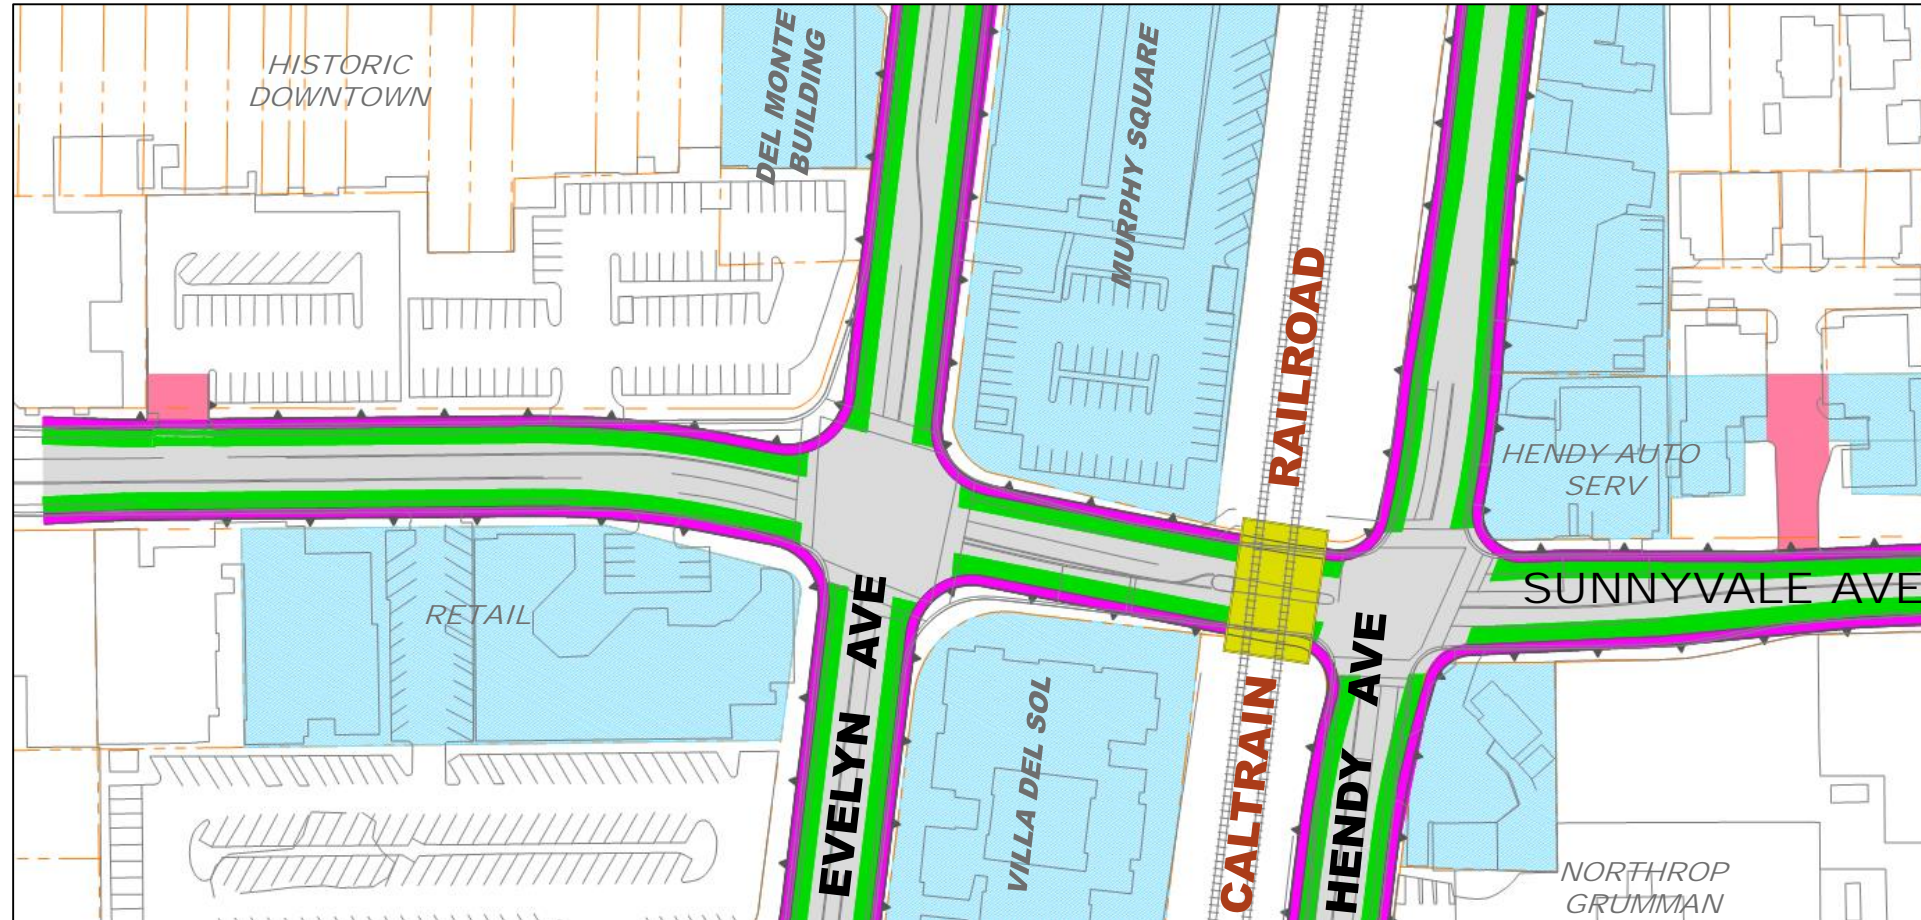 HISTORIC
DOWNTOWN
DEL MONTE
BUILDING
MURPHY SQUARE
RAILROAD
HENDY AUTO
SERV
SUNNYVALE AVE
RETAIL
EVELYN AVE
VILLA DEL SOL
CALTRAIN
HENDY AVE
NORTHROP
GRUMMAN